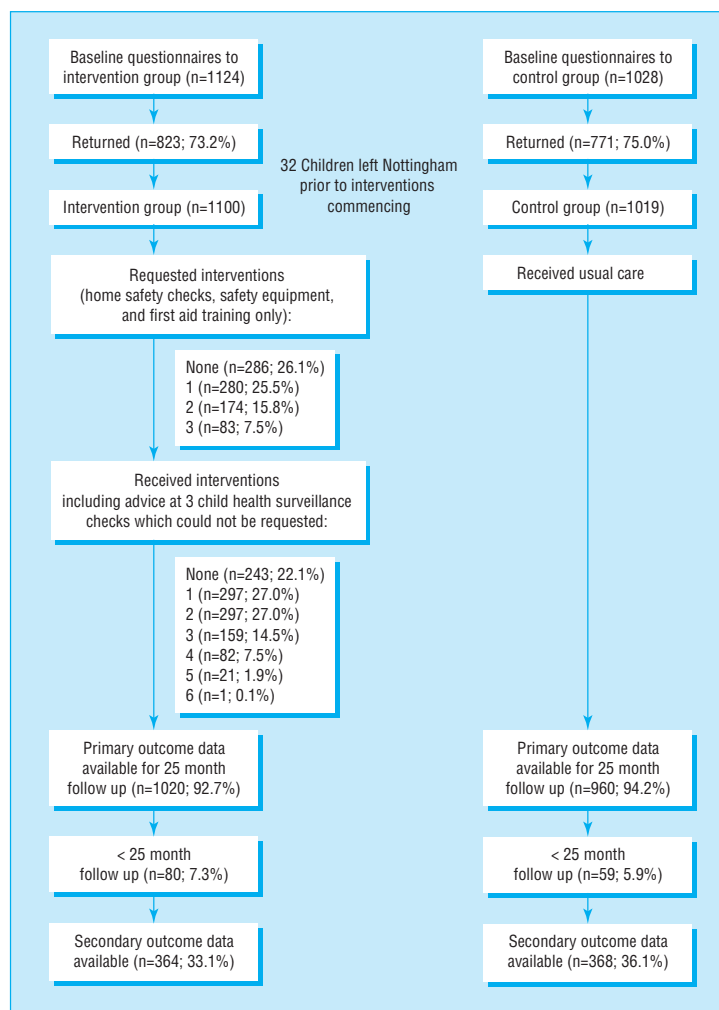 Baseline questionnaires to
intervention group (n=1124)
Returned (n=823; 73.2%)
Intervention group (n=1100)
Requested interventions
(home safety checks, safety equipment,
and first aid training only):
None (n=286; 26.1%)
1 (n=280; 25.5%)
2 (n=174; 15.8%)
3 (n=83; 7.5%)
Received interventions
including advice at 3 child health surveillance
checks which could not be requested:
None (n=243; 22.1%)
1 (n=297; 27.0%)
2 (n=297; 27.0%)
3 (n=159; 14.5%)
4 (n=82; 7.5%)
5 (n=21; 1.9%)
6 (n=1; 0.1%)
Primary outcome data
available for 25 month
follow up (n=1020; 92.7%)
< 25 month
follow up (n=80; 7.3%)
Secondary outcome data
available (n=364; 33.1%)
32 Children left Nottingham
prior to interventions
commencing
Baseline questionnaires to
control group (n=1028)
Returned (n=771; 75.0%)
Control group (n=1019)
Received usual care
Primary outcome data
available for 25 month
follow up (n=960; 94.2%)
< 25 month
follow up (n=59; 5.9%)
Secondary outcome data
available (n=368; 36.1%)